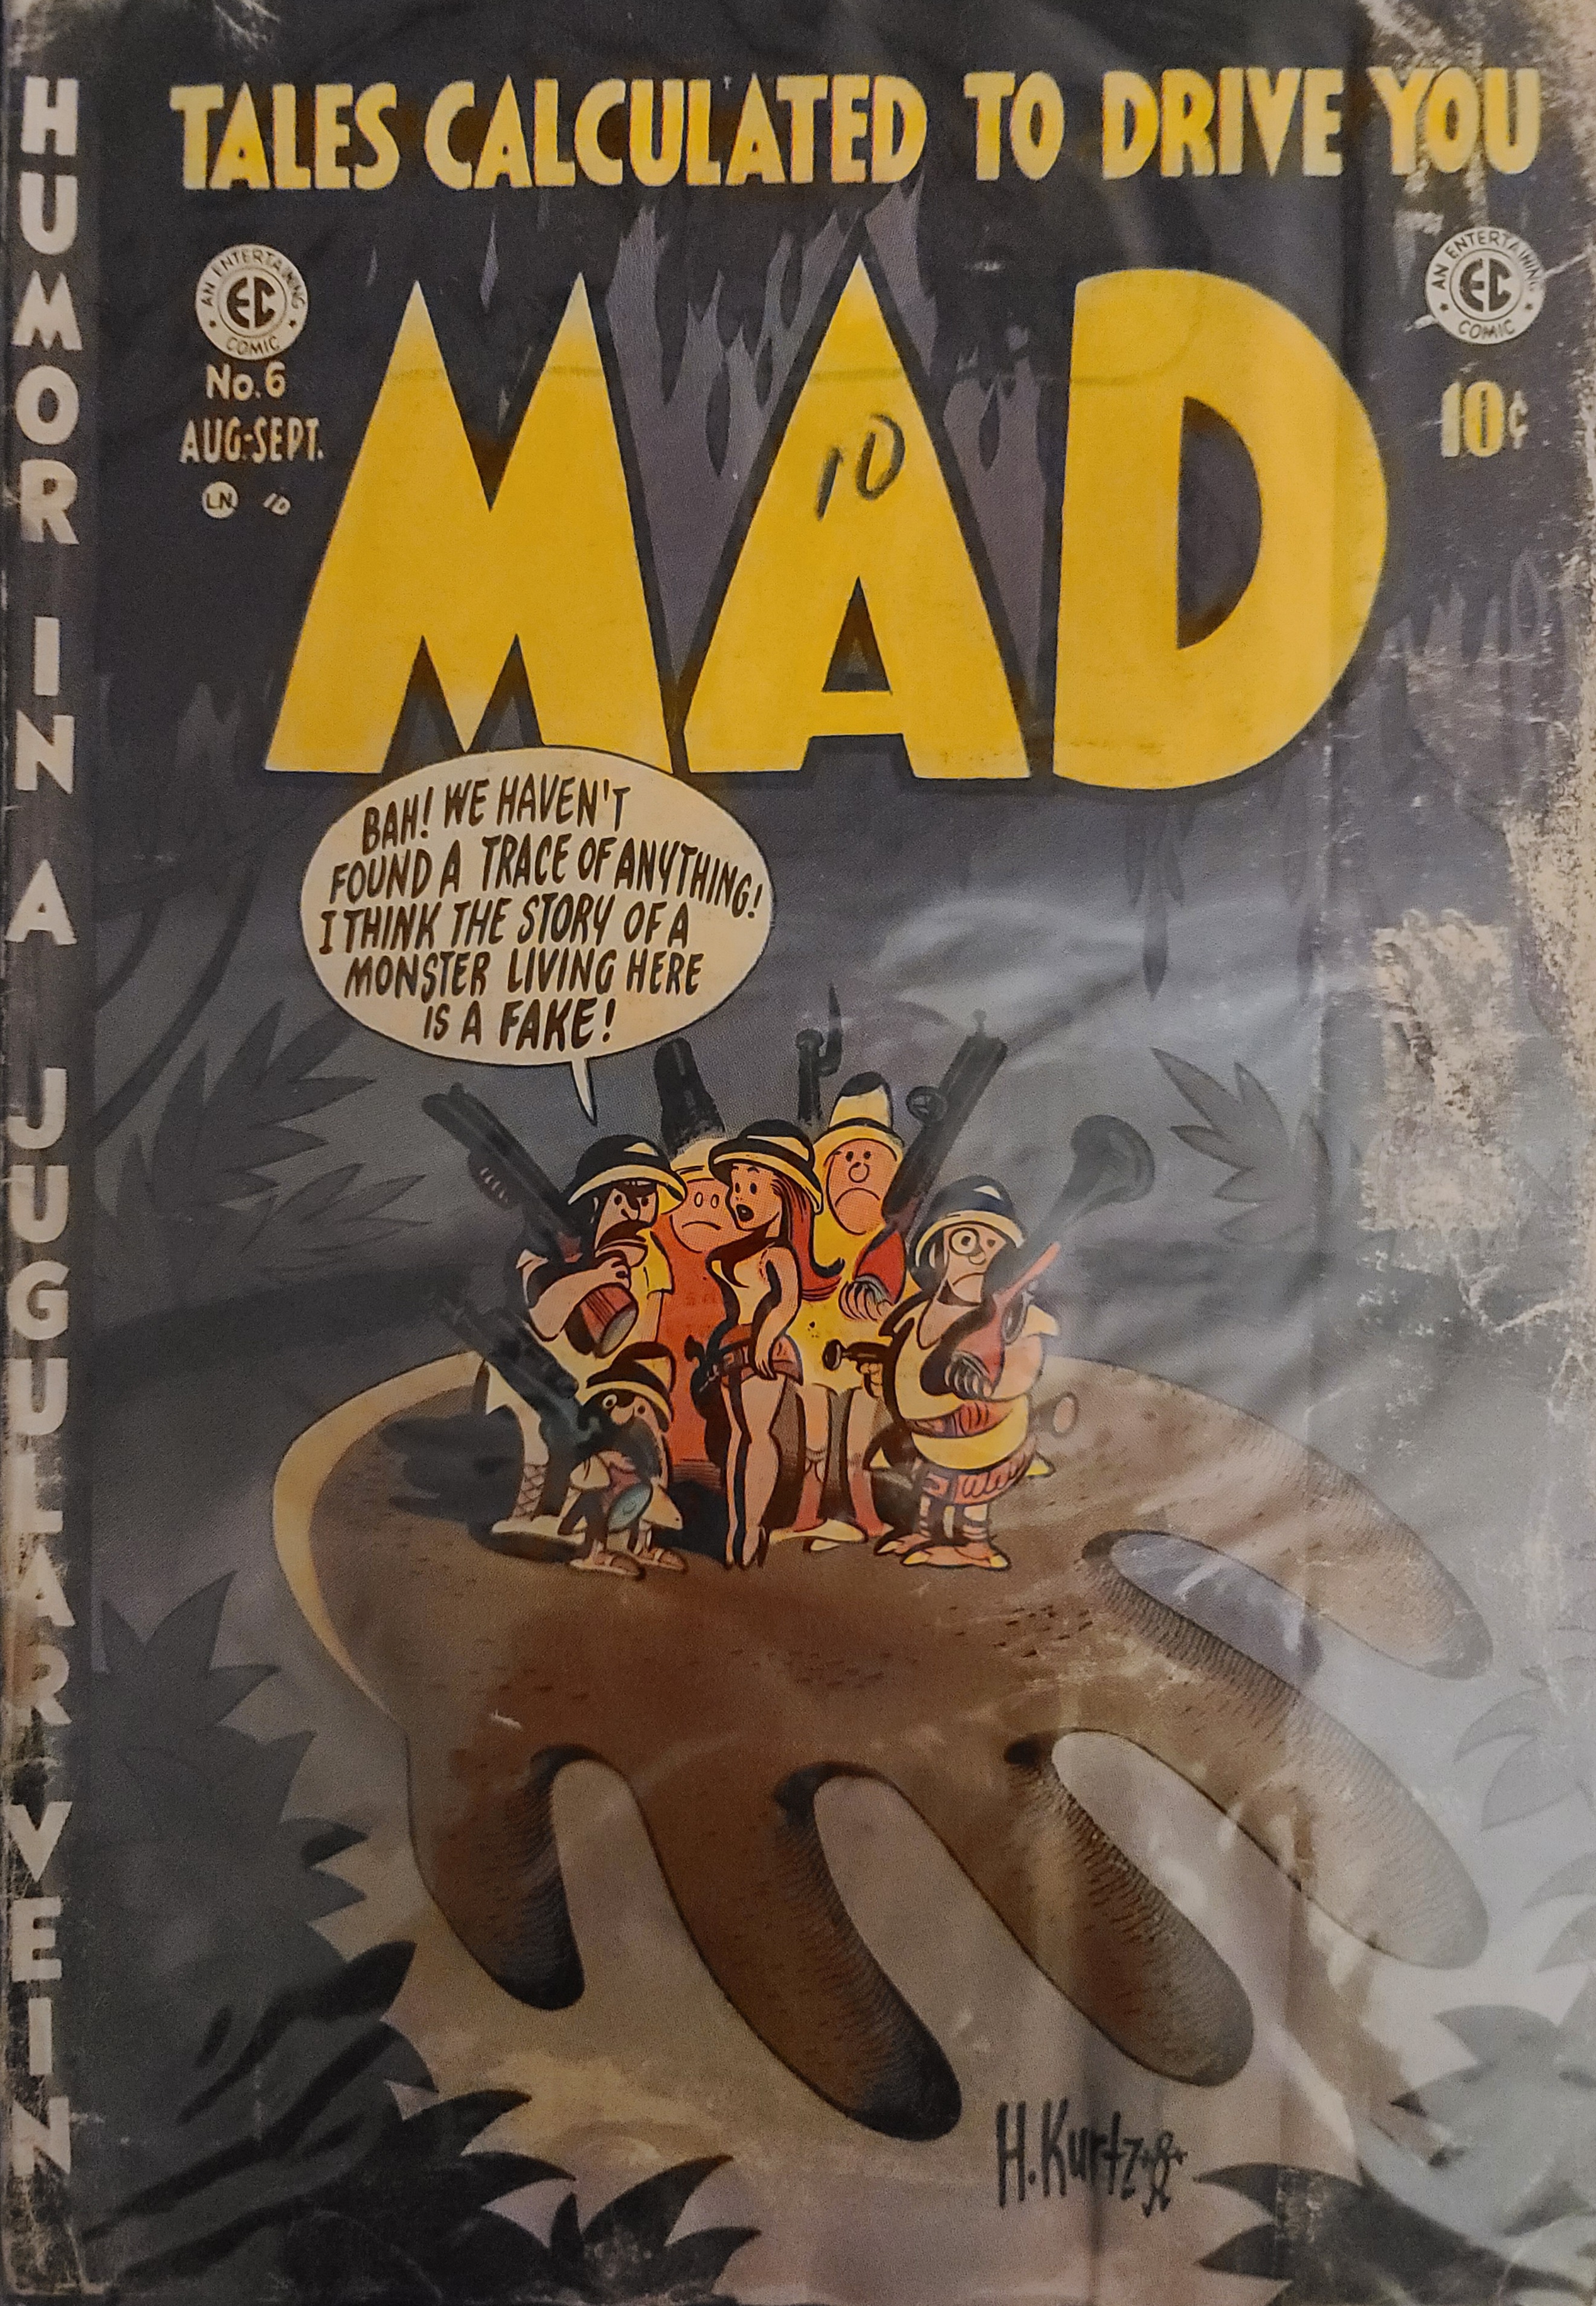 TALES CALCULATED TO DRIVE YOU
MAD
AN ENTERTAINING
EC
COMIC
No.6
AUG-SEPT.
LN 10
10
AN ENTERTAINING
EC
COMIC
10¢
HUMOR IN A JUGULAR VEIN
BAH! WE HAVEN'T
FOUND A TRACE OF ANYTHING!
I THINK THE STORY OF A
MONSTER LIVING HERE
IS A FAKE!
H. Kurtz